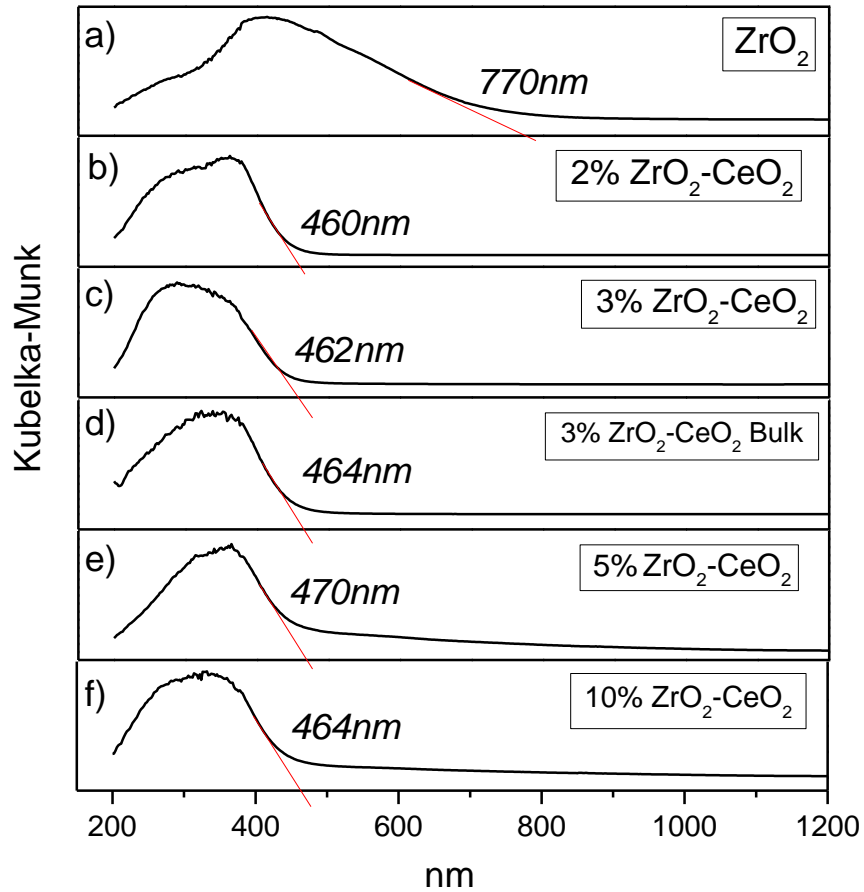 a)
ZrO₂
770nm
b)
2% ZrO₂-CeO₂
460nm
c)
3% ZrO₂-CeO₂
462nm
d)
3% ZrO₂-CeO₂ Bulk
464nm
e)
5% ZrO₂-CeO₂
470nm
f)
10% ZrO₂-CeO₂
464nm
Kubelka-Munk
200 400 600 800 1000 1200
nm